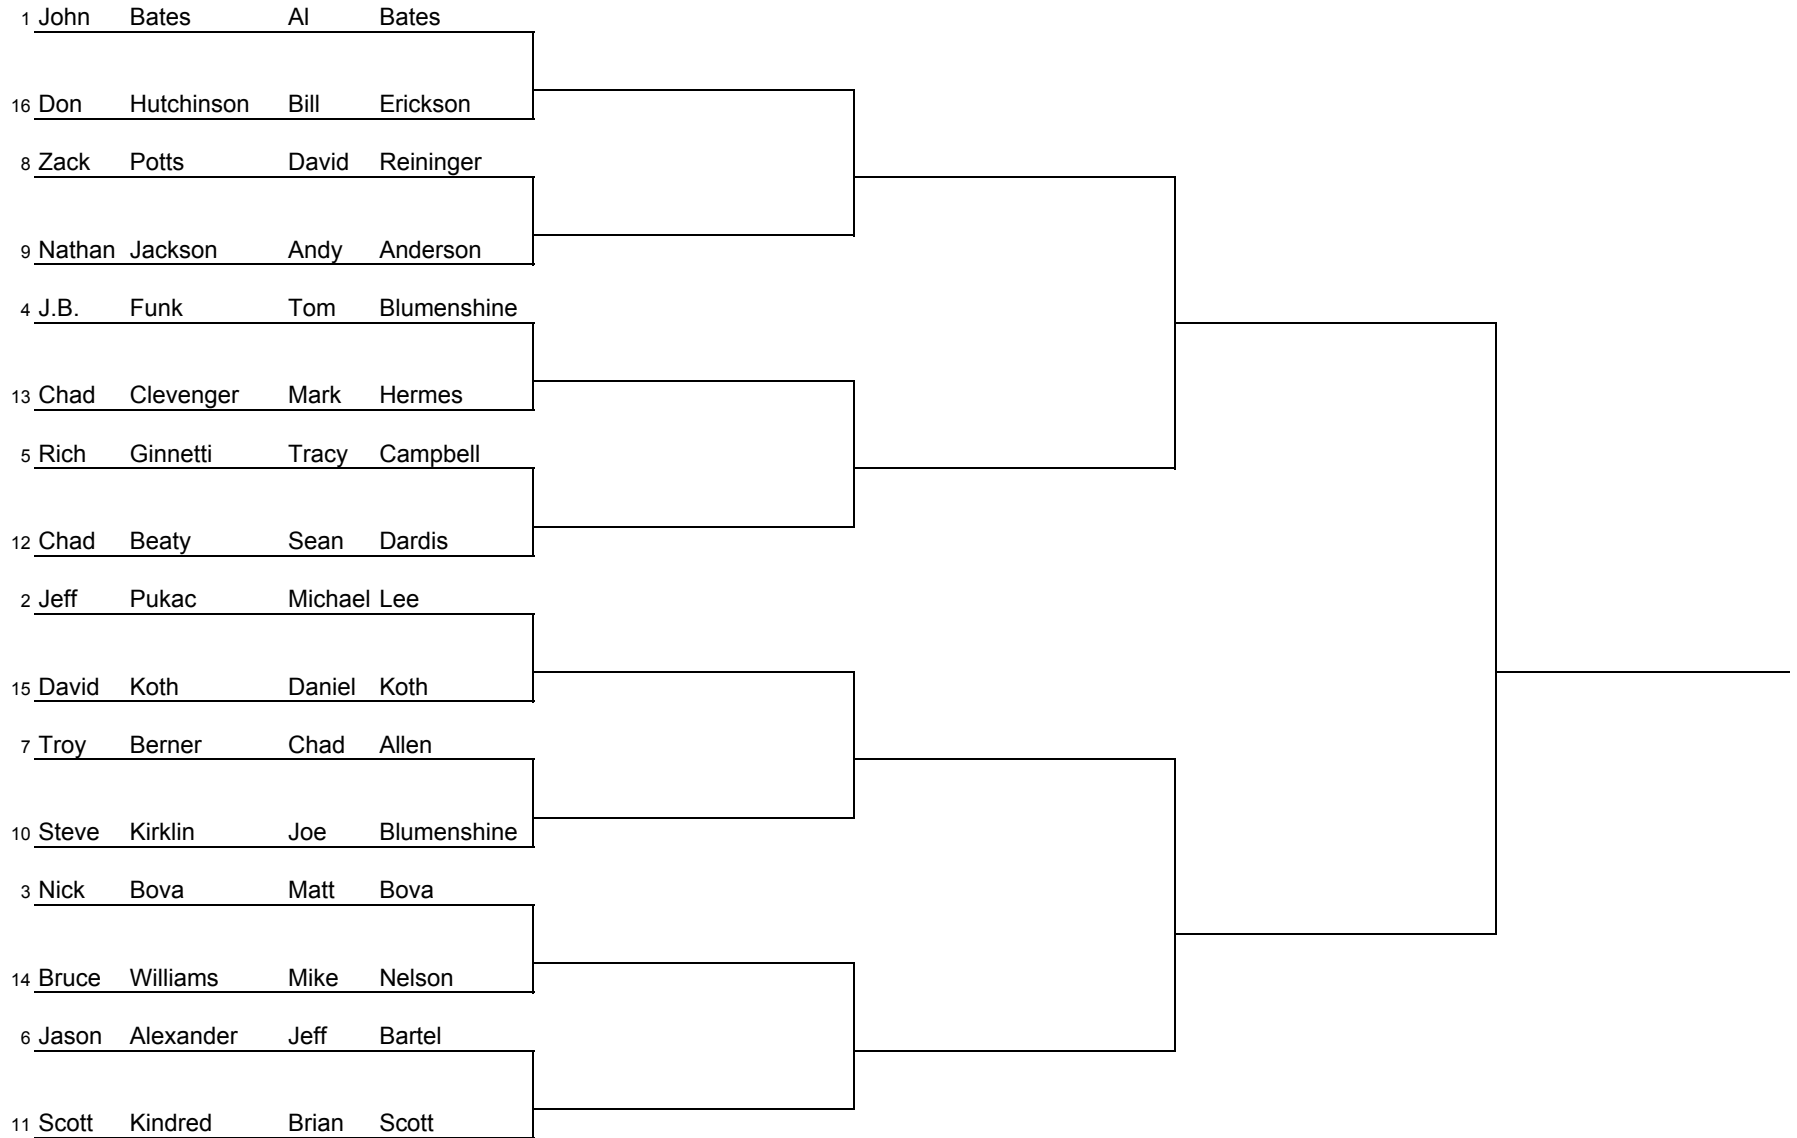 1 John Bates Al Bates
16 Don Hutchinson Bill Erickson
8 Zack Potts David Reininger
9 Nathan Jackson Andy Anderson
4 J.B. Funk Tom Blumenshine
13 Chad Clevenger Mark Hermes
5 Rich Ginnetti Tracy Campbell
12 Chad Beaty Sean Dardis
2 Jeff Pukac Michael Lee
15 David Koth Daniel Koth
7 Troy Berner Chad Allen
10 Steve Kirklin Joe Blumenshine
3 Nick Bova Matt Bova
14 Bruce Williams Mike Nelson
6 Jason Alexander Jeff Bartel
11 Scott Kindred Brian Scott